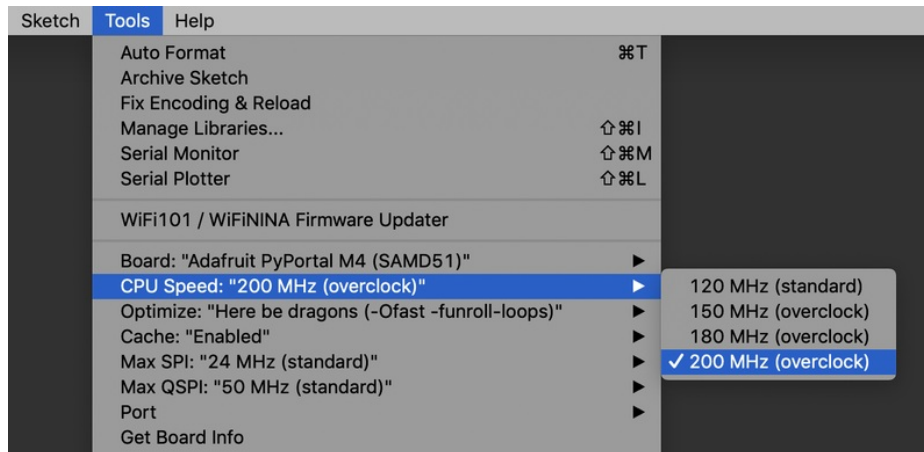 Sketch Tools Help
Auto Format ⌘T
Archive Sketch
Fix Encoding & Reload
Manage Libraries... ⇧⌘I
Serial Monitor ⇧⌘M
Serial Plotter ⇧⌘L
WiFi101 / WiFiNINA Firmware Updater
Board: "Adafruit PyPortal M4 (SAMD51)"
CPU Speed: "200 MHz (overclock)"
Optimize: "Here be dragons (-Ofast -funroll-loops)"
Cache: "Enabled"
Max SPI: "24 MHz (standard)"
Max QSPI: "50 MHz (standard)"
Port
Get Board Info
120 MHz (standard)
150 MHz (overclock)
180 MHz (overclock)
✓ 200 MHz (overclock)